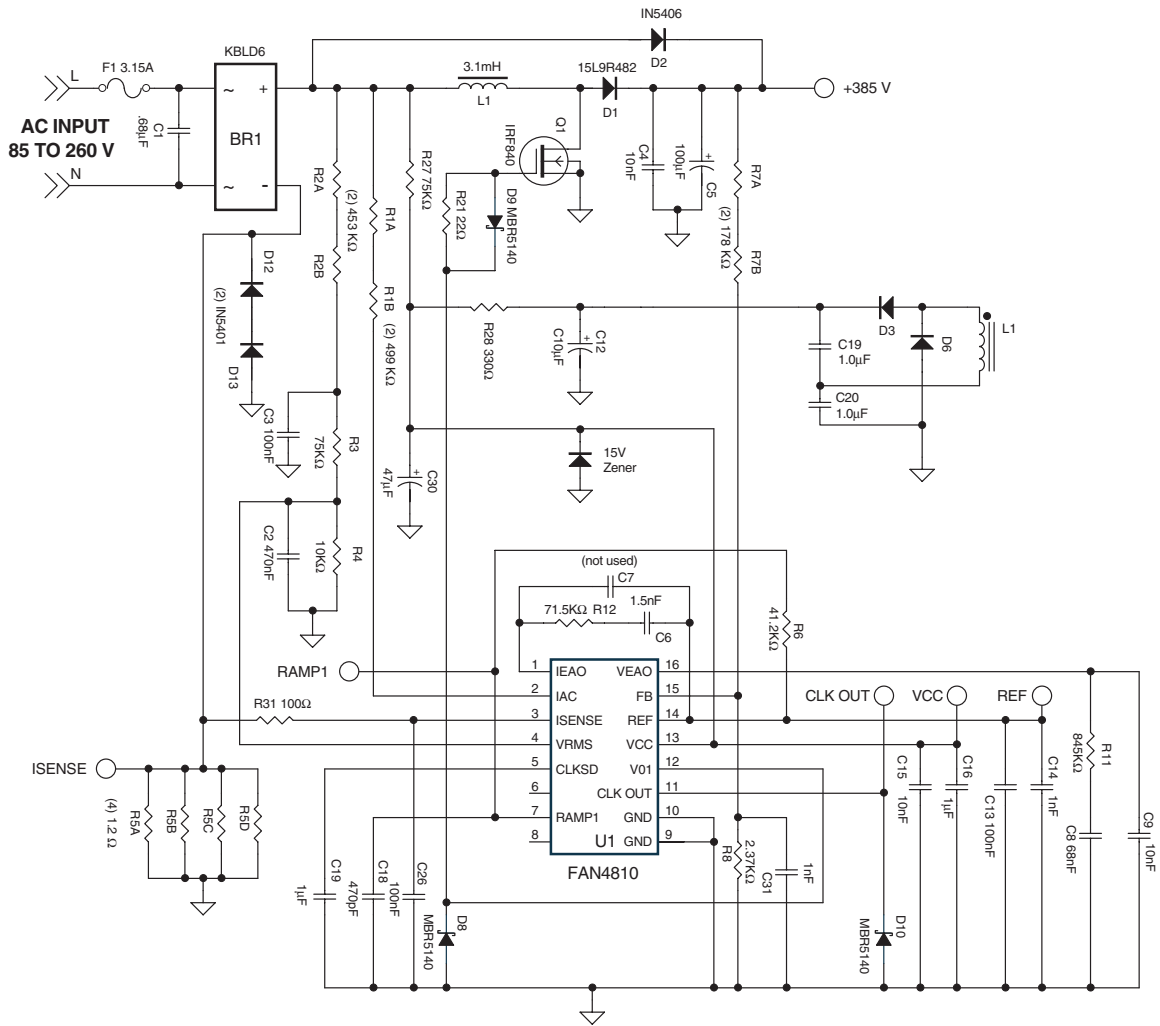 IN5406
D2
KBLD6
F1 3.15A
L
3.1mH
L1
15L9R482
D1
+385 V
AC INPUT
85 TO 260 V
C1
.68µF
~
+
BR1
~
-
N
Q1
IRF840
C4
10nF
100µF
+
C5
R7A
(2) 178 KΩ
R7B
R2A
(2) 453 KΩ
R2B
R1A
R1B (2) 499 KΩ
R27 75KΩ
R21 22Ω
D9 MBR5140
D12
(2) IN5401
D13
R28 330Ω
C10µF
+
C12
D3
D6
L1
C19
1.0µF
C20
1.0µF
C3 100nF
R3
75KΩ
C30
+
47µF
15V
Zener
C2 470nF
R4
10KΩ
(not used)
C7
71.5KΩ R12
1.5nF
C6
R6
41.2KΩ
RAMP1
1 IEAO
2 IAC
3 ISENSE
4 VRMS
5 CLKSD
6
7 RAMP1
8
VEAO 16
FB 15
REF 14
VCC 13
V01 12
CLK OUT 11
GND 10
GND 9
U1
FAN4810
CLK OUT
VCC
REF
R31 100Ω
ISENSE
R5A
R5B
R5C
R5D
(4) 1.2 Ω
C19
1µF
C18
470pF
C26
100nF
D8
MBR5140
R8
2.37KΩ
C31
1nF
D10
MBR5140
C15
10nF
C16
1µF
C13 100nF
C14
1nF
R11
845KΩ
C8 68nF
C9
10nF